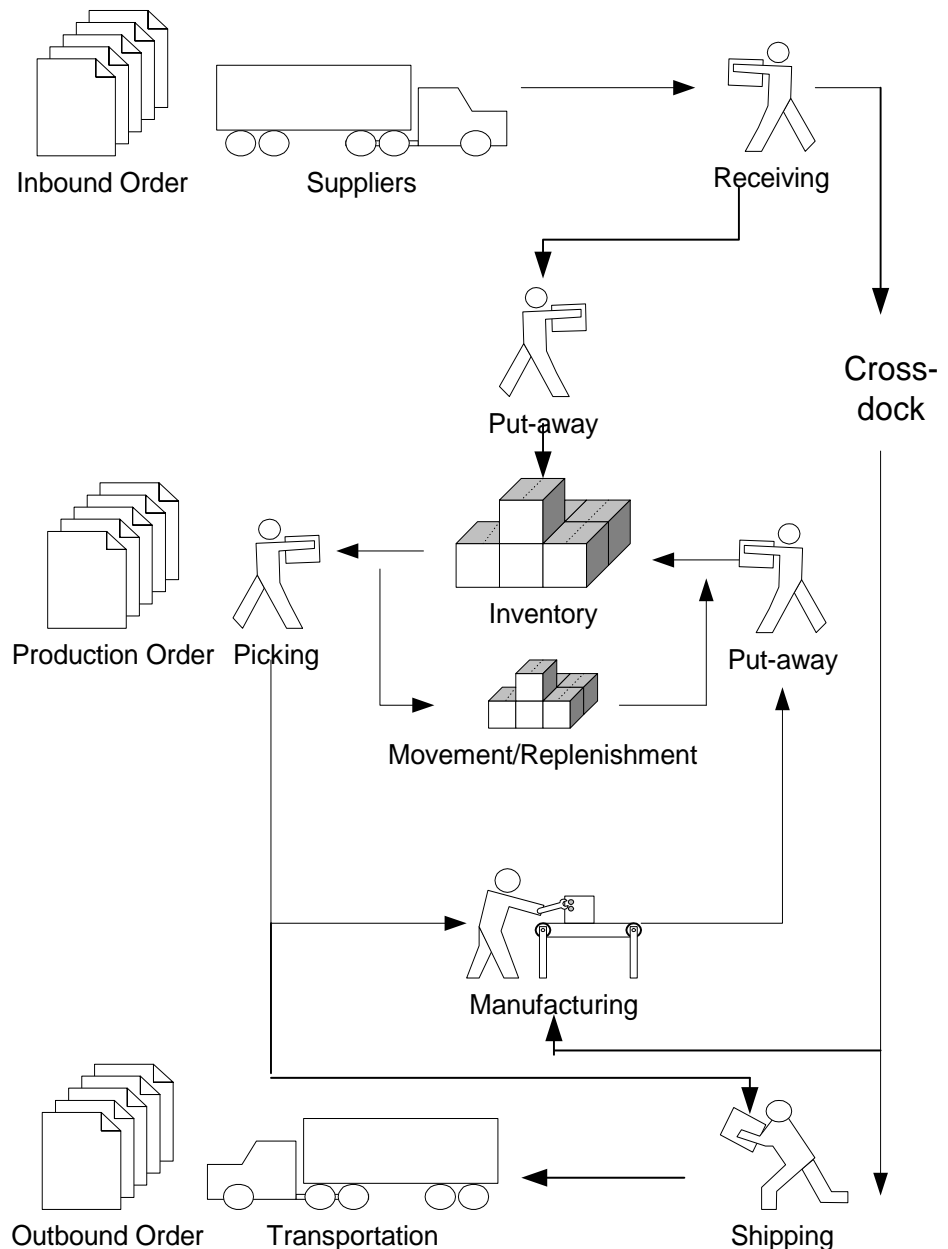 Inbound Order
Suppliers
Receiving
Put-away
Cross-
dock
Inventory
Production Order
Picking
Put-away
Movement/Replenishment
Manufacturing
Outbound Order
Transportation
Shipping